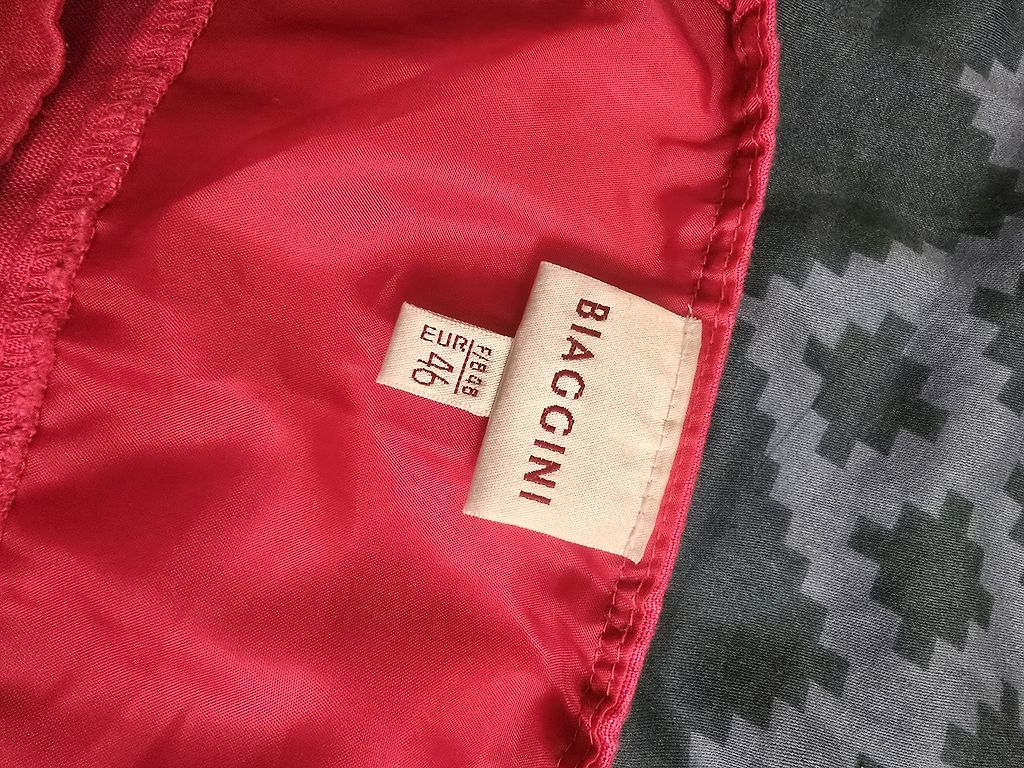 BIAGGINI
EUR
46
F/B 48